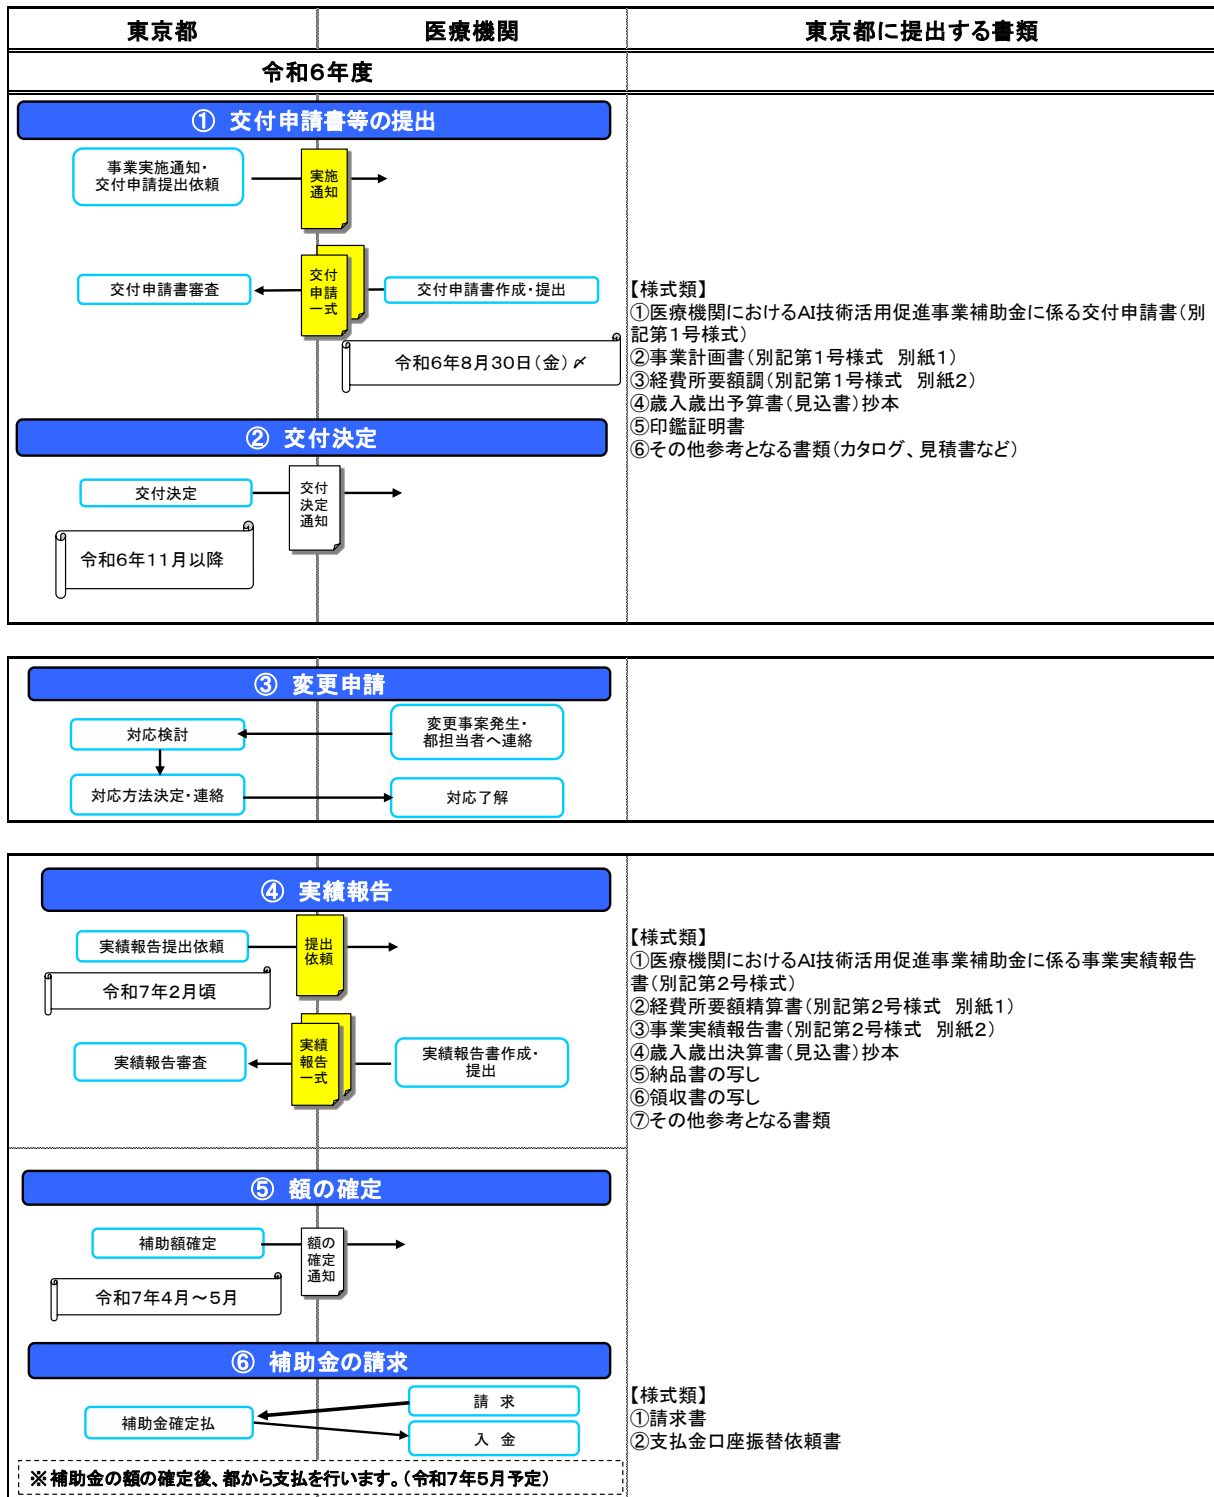 東京都
医療機関
東京都に提出する書類
令和6年度
① 交付申請書等の提出
事業実施通知・
交付申請提出依頼
実施
通知
交付申請書審査
交付
申請
一式
交付申請書作成・提出
令和6年8月30日(金)〆
【様式類】
①医療機関におけるAI技術活用促進事業補助金に係る交付申請書(別
記第1号様式)
②事業計画書(別記第1号様式　別紙1)
③経費所要額調(別記第1号様式　別紙2)
④歳入歳出予算書(見込書)抄本
⑤印鑑証明書
⑥その他参考となる書類(カタログ、見積書など)
② 交付決定
交付決定
交付
決定
通知
令和6年11月以降
③ 変更申請
対応検討
変更事案発生・
都担当者へ連絡
対応方法決定・連絡
対応了解
④ 実績報告
実績報告提出依頼
提出
依頼
令和7年2月頃
実績報告審査
実績
報告
一式
実績報告書作成・
提出
【様式類】
①医療機関におけるAI技術活用促進事業補助金に係る事業実績報告
書(別記第2号様式)
②経費所要額精算書(別記第2号様式　別紙1)
③事業実績報告書(別記第2号様式　別紙2)
④歳入歳出決算書(見込書)抄本
⑤納品書の写し
⑥領収書の写し
⑦その他参考となる書類
⑤ 額の確定
補助額確定
額の
確定
通知
令和7年4月～5月
⑥ 補助金の請求
補助金確定払
請　求
入　金
【様式類】
①請求書
②支払金口座振替依頼書
※補助金の額の確定後、都から支払を行います。(令和7年5月予定)